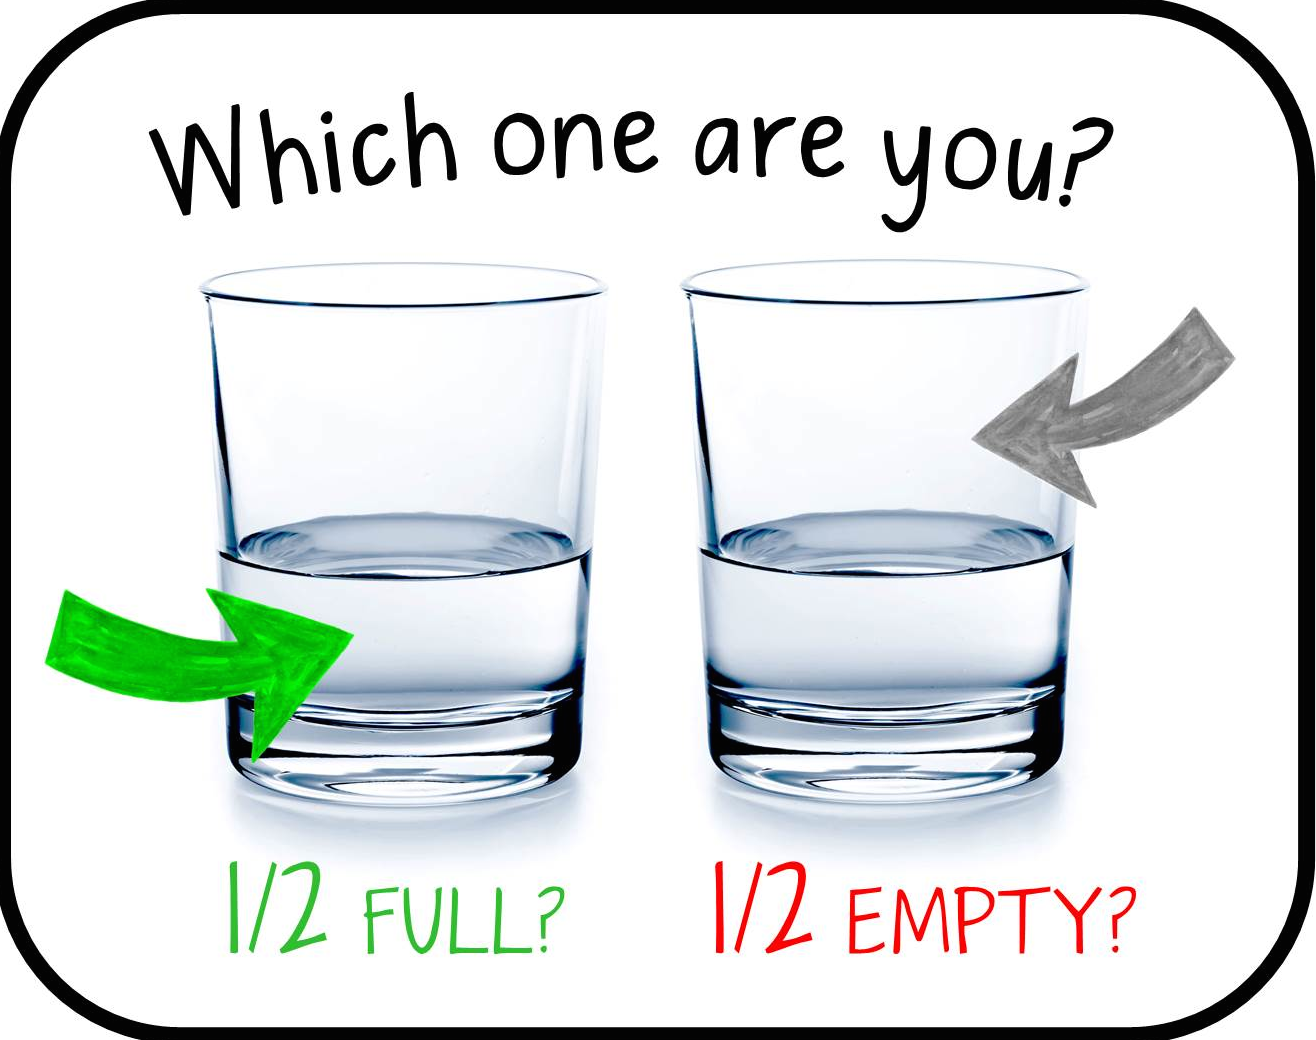 Which one are you?
1/2 FULL?
1/2 EMPTY?